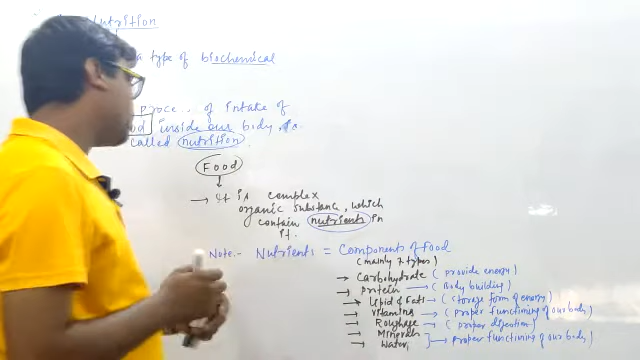 Nutrition
a type of biochemical
proce.. of intake of
od inside our body, is
called nutrition.
Food
→ It is complex
organic substance, which
contain nutrients in
it.
Note:- Nutrients = Components of food
(mainly 7 types)
→ Carbohydrate (provide energy)
→ Protein → (Body building)
→ Lipid & Fats → (storage form of energy)
→ Vitamins → (proper functioning of our body)
→ Roughage → (proper digestion)
→ Minerals
→ Water, → proper functioning of our body)